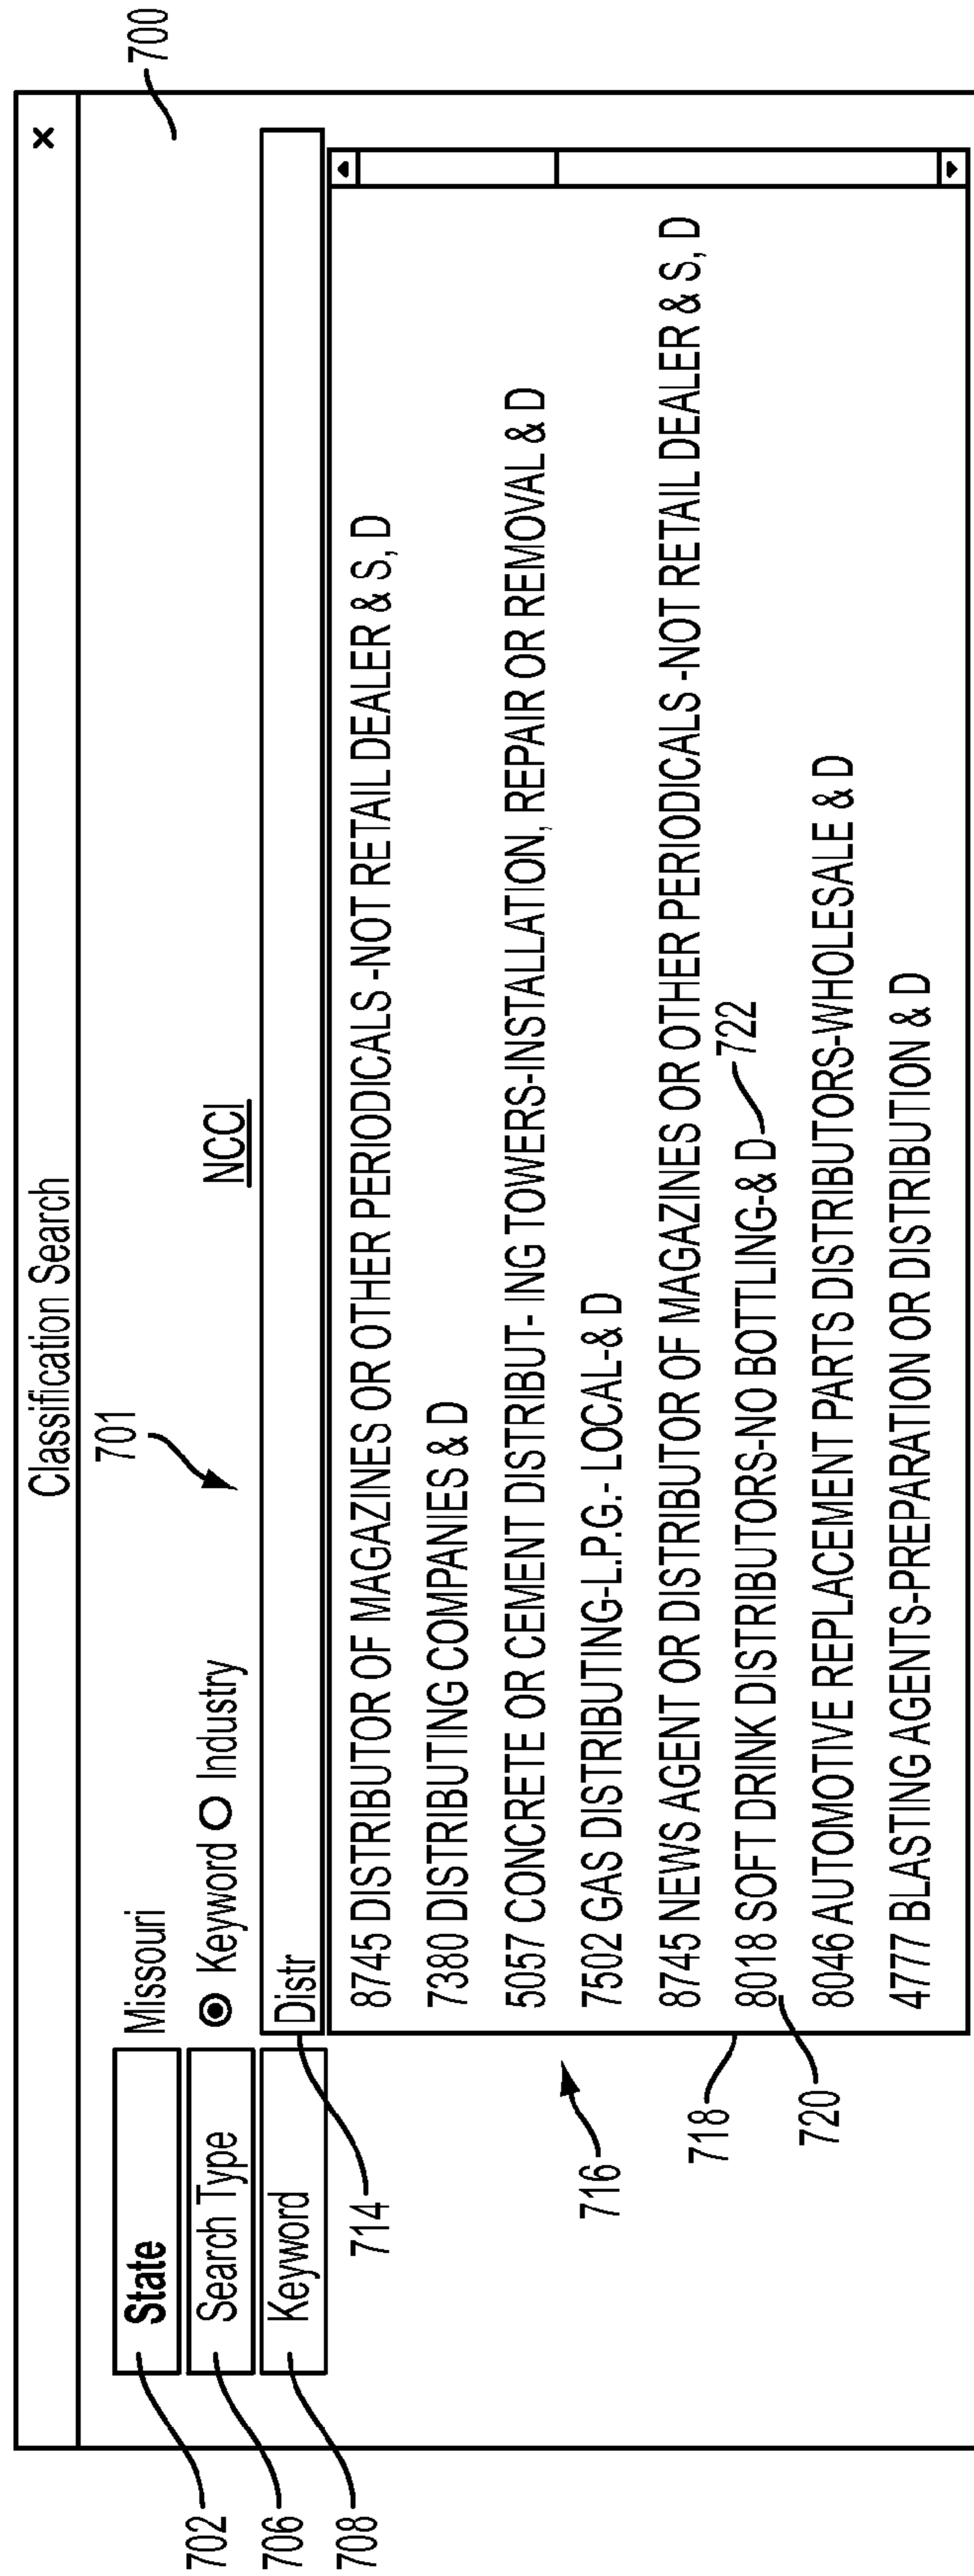 Classification Search x
700
701
702 State Missouri
706 Search Type Keyword Industry NCCI
708 Keyword Distr
714
8745 DISTRIBUTOR OF MAGAZINES OR OTHER PERIODICALS -NOT RETAIL DEALER & S, D
7380 DISTRIBUTING COMPANIES & D
5057 CONCRETE OR CEMENT DISTRIBUT- ING TOWERS-INSTALLATION, REPAIR OR REMOVAL & D
716
7502 GAS DISTRIBUTING-L.P.G.- LOCAL-& D
8745 NEWS AGENT OR DISTRIBUTOR OF MAGAZINES OR OTHER PERIODICALS -NOT RETAIL DEALER & S, D
718
8018 SOFT DRINK DISTRIBUTORS-NO BOTTLING-& D 722
720
8046 AUTOMOTIVE REPLACEMENT PARTS DISTRIBUTORS-WHOLESALE & D
4777 BLASTING AGENTS-PREPARATION OR DISTRIBUTION & D